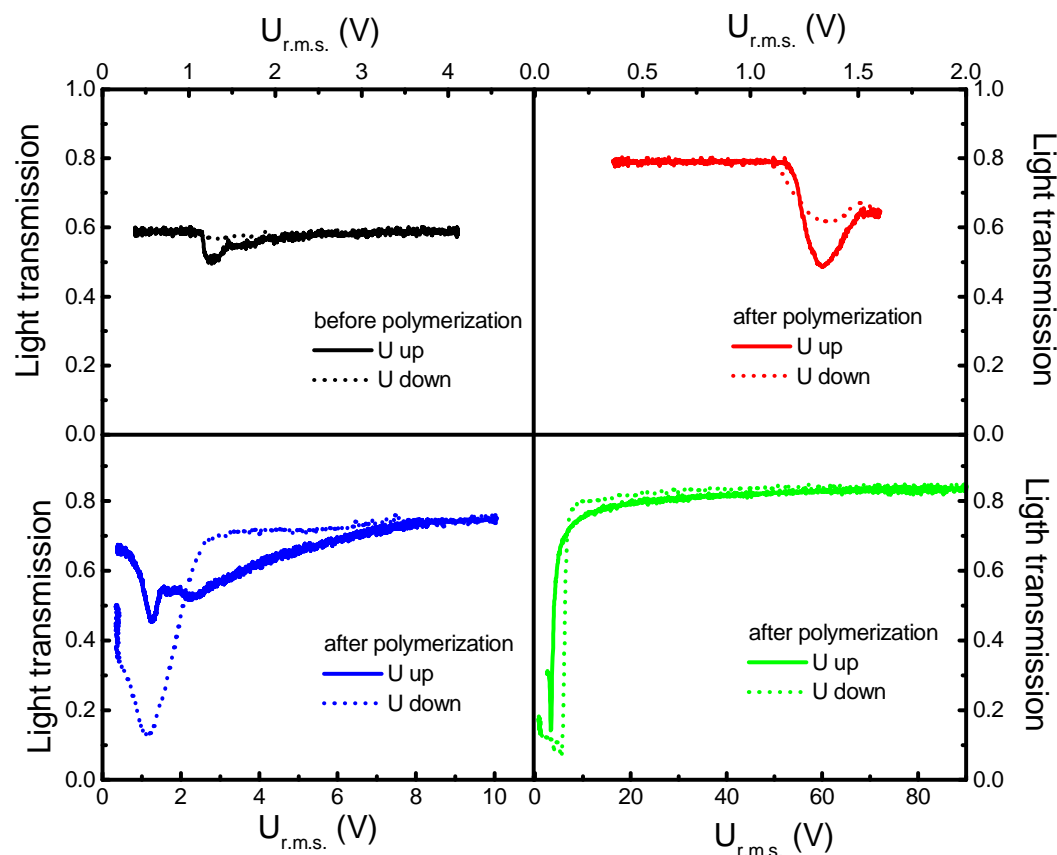 U r.m.s. (V)
U r.m.s. (V)
0 1 2 3 4
0.0 0.5 1.0 1.5 2.0
Light transmission
1.0
0.8
0.6
0.4
0.2
0.0
before polymerization
U up
U down
after polymerization
U up
U down
1.0
0.8
0.6
0.4
0.2
0.0
Light transmission
Light transmission
0.8
0.6
0.4
0.2
0.0
after polymerization
U up
U down
after polymerization
U up
U down
0.8
0.6
0.4
0.2
0.0
Ligth transmission
0 2 4 6 8 10
0 20 40 60 80
U r.m.s. (V)
U r.m.s. (V)